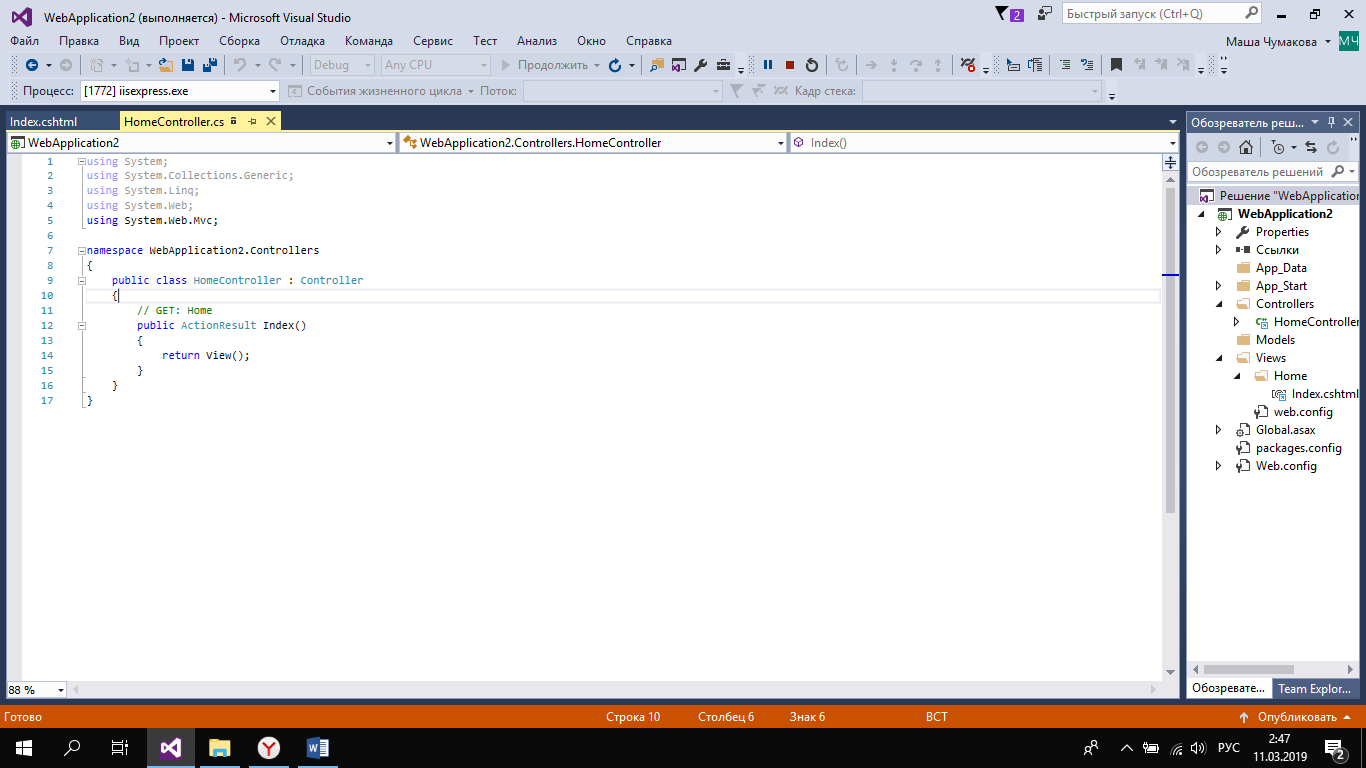 WebApplication2 (выполняется) - Microsoft Visual Studio
2
Быстрый запуск (Ctrl+Q)
Файл Правка Вид Проект Сборка Отладка Команда Сервис Тест Анализ Окно Справка
Маша Чумакова МЧ
Debug Any CPU Продолжить
Процесс: [1772] iisexpress.exe События жизненного цикла Поток: Кадр стека:
Index.cshtml HomeController.cs
WebApplication2 WebApplication2.Controllers.HomeController Index()
1 using System;
2 using System.Collections.Generic;
3 using System.Linq;
4 using System.Web;
5 using System.Web.Mvc;
6
7 namespace WebApplication2.Controllers
8 {
9 public class HomeController : Controller
10 {
11 // GET: Home
12 public ActionResult Index()
13 {
14 return View();
15 }
16 }
17 }
88 %
Обозреватель реш...
Обозреватель решений
Решение "WebApplication
WebApplication2
Properties
Ссылки
App_Data
App_Start
Controllers
HomeController
Models
Views
Home
Index.cshtml
web.config
Global.asax
packages.config
Web.config
Обозревате... Team Explor...
Готово Строка 10 Столбец 6 Знак 6 ВСТ Опубликовать
W РУС 2:47
11.03.2019
2